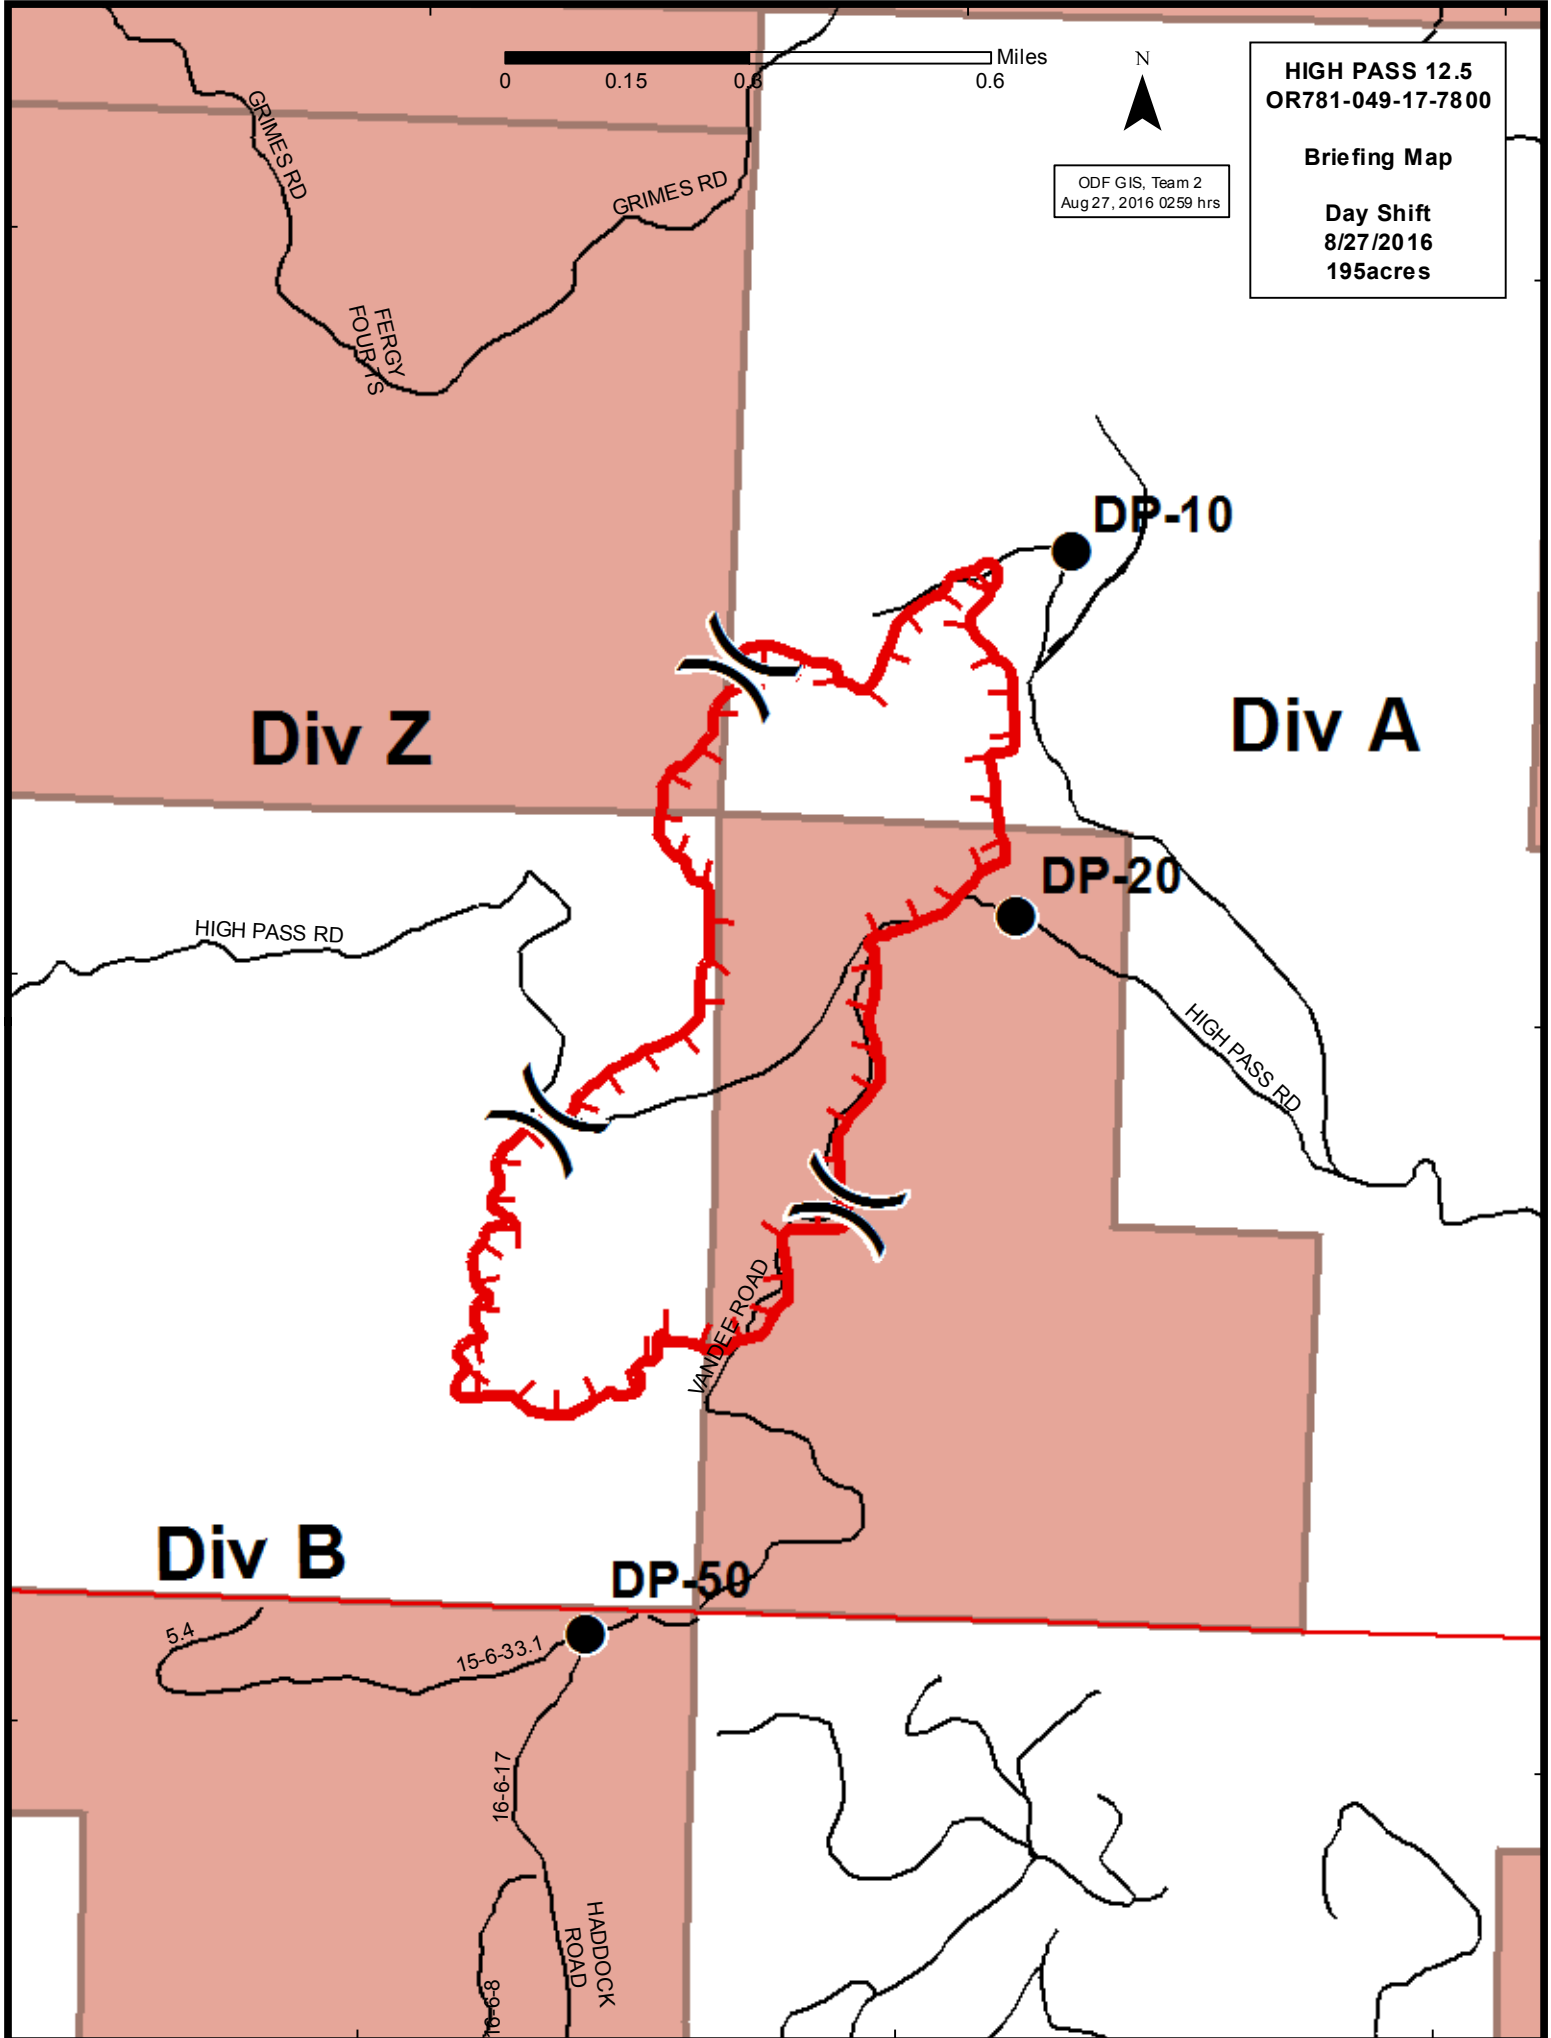 0 0.15 0.3 0.6 Miles
N
HIGH PASS 12.5
OR781-049-17-7800
Briefing Map
Day Shift
8/27/2016
195acres
ODF GIS, Team 2
Aug 27, 2016 0259 hrs
GRIMES RD
GRIMES RD
FERGY
FOUR TS
DP-10
Div Z
Div A
DP-20
HIGH PASS RD
HIGH PASS RD
VANDEE ROAD
Div B
DP-50
5.4
15-6-33.1
16-6-17
HADDOCK
ROAD
16-6-8